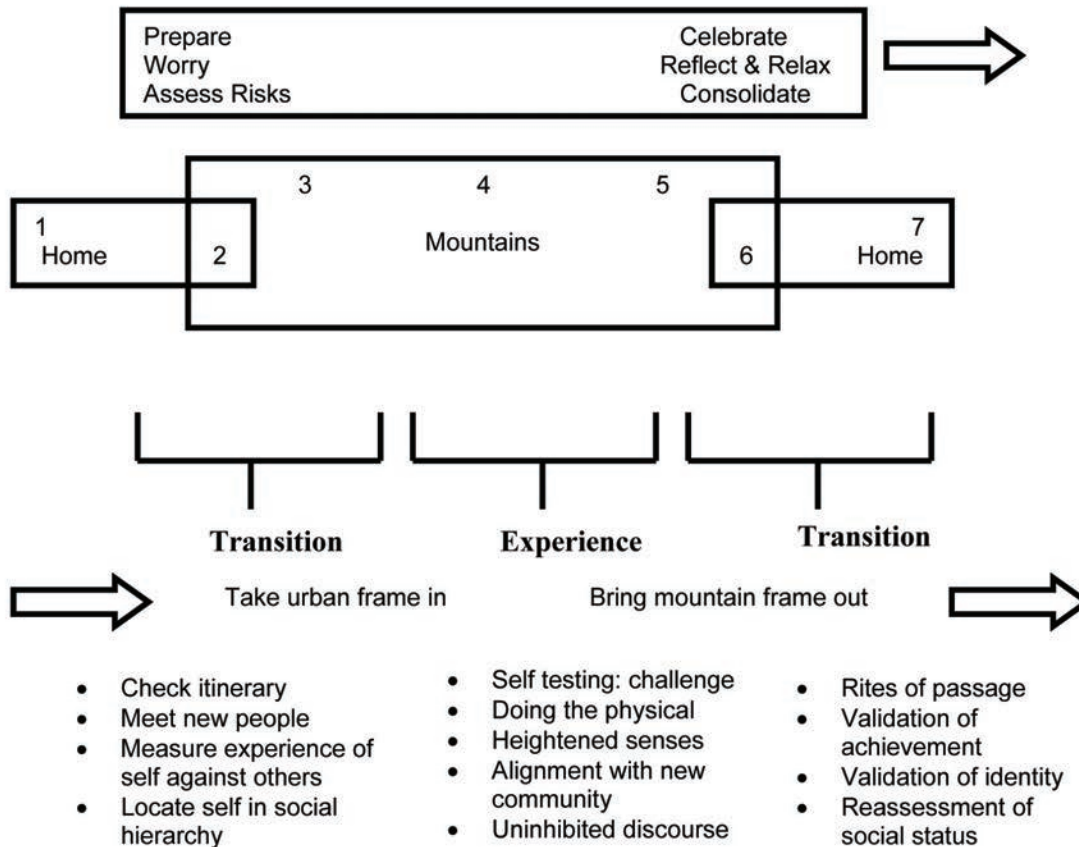 Prepare
Worry
Assess Risks
Celebrate
Reflect & Relax
Consolidate
3 4 5
1
Home
2
Mountains
6
7
Home
Transition
Experience
Transition
Take urban frame in
Bring mountain frame out
• Check itinerary
• Meet new people
• Measure experience of
self against others
• Locate self in social
hierarchy
• Self testing: challenge
• Doing the physical
• Heightened senses
• Alignment with new
community
• Uninhibited discourse
• Rites of passage
• Validation of
achievement
• Validation of identity
• Reassessment of
social status